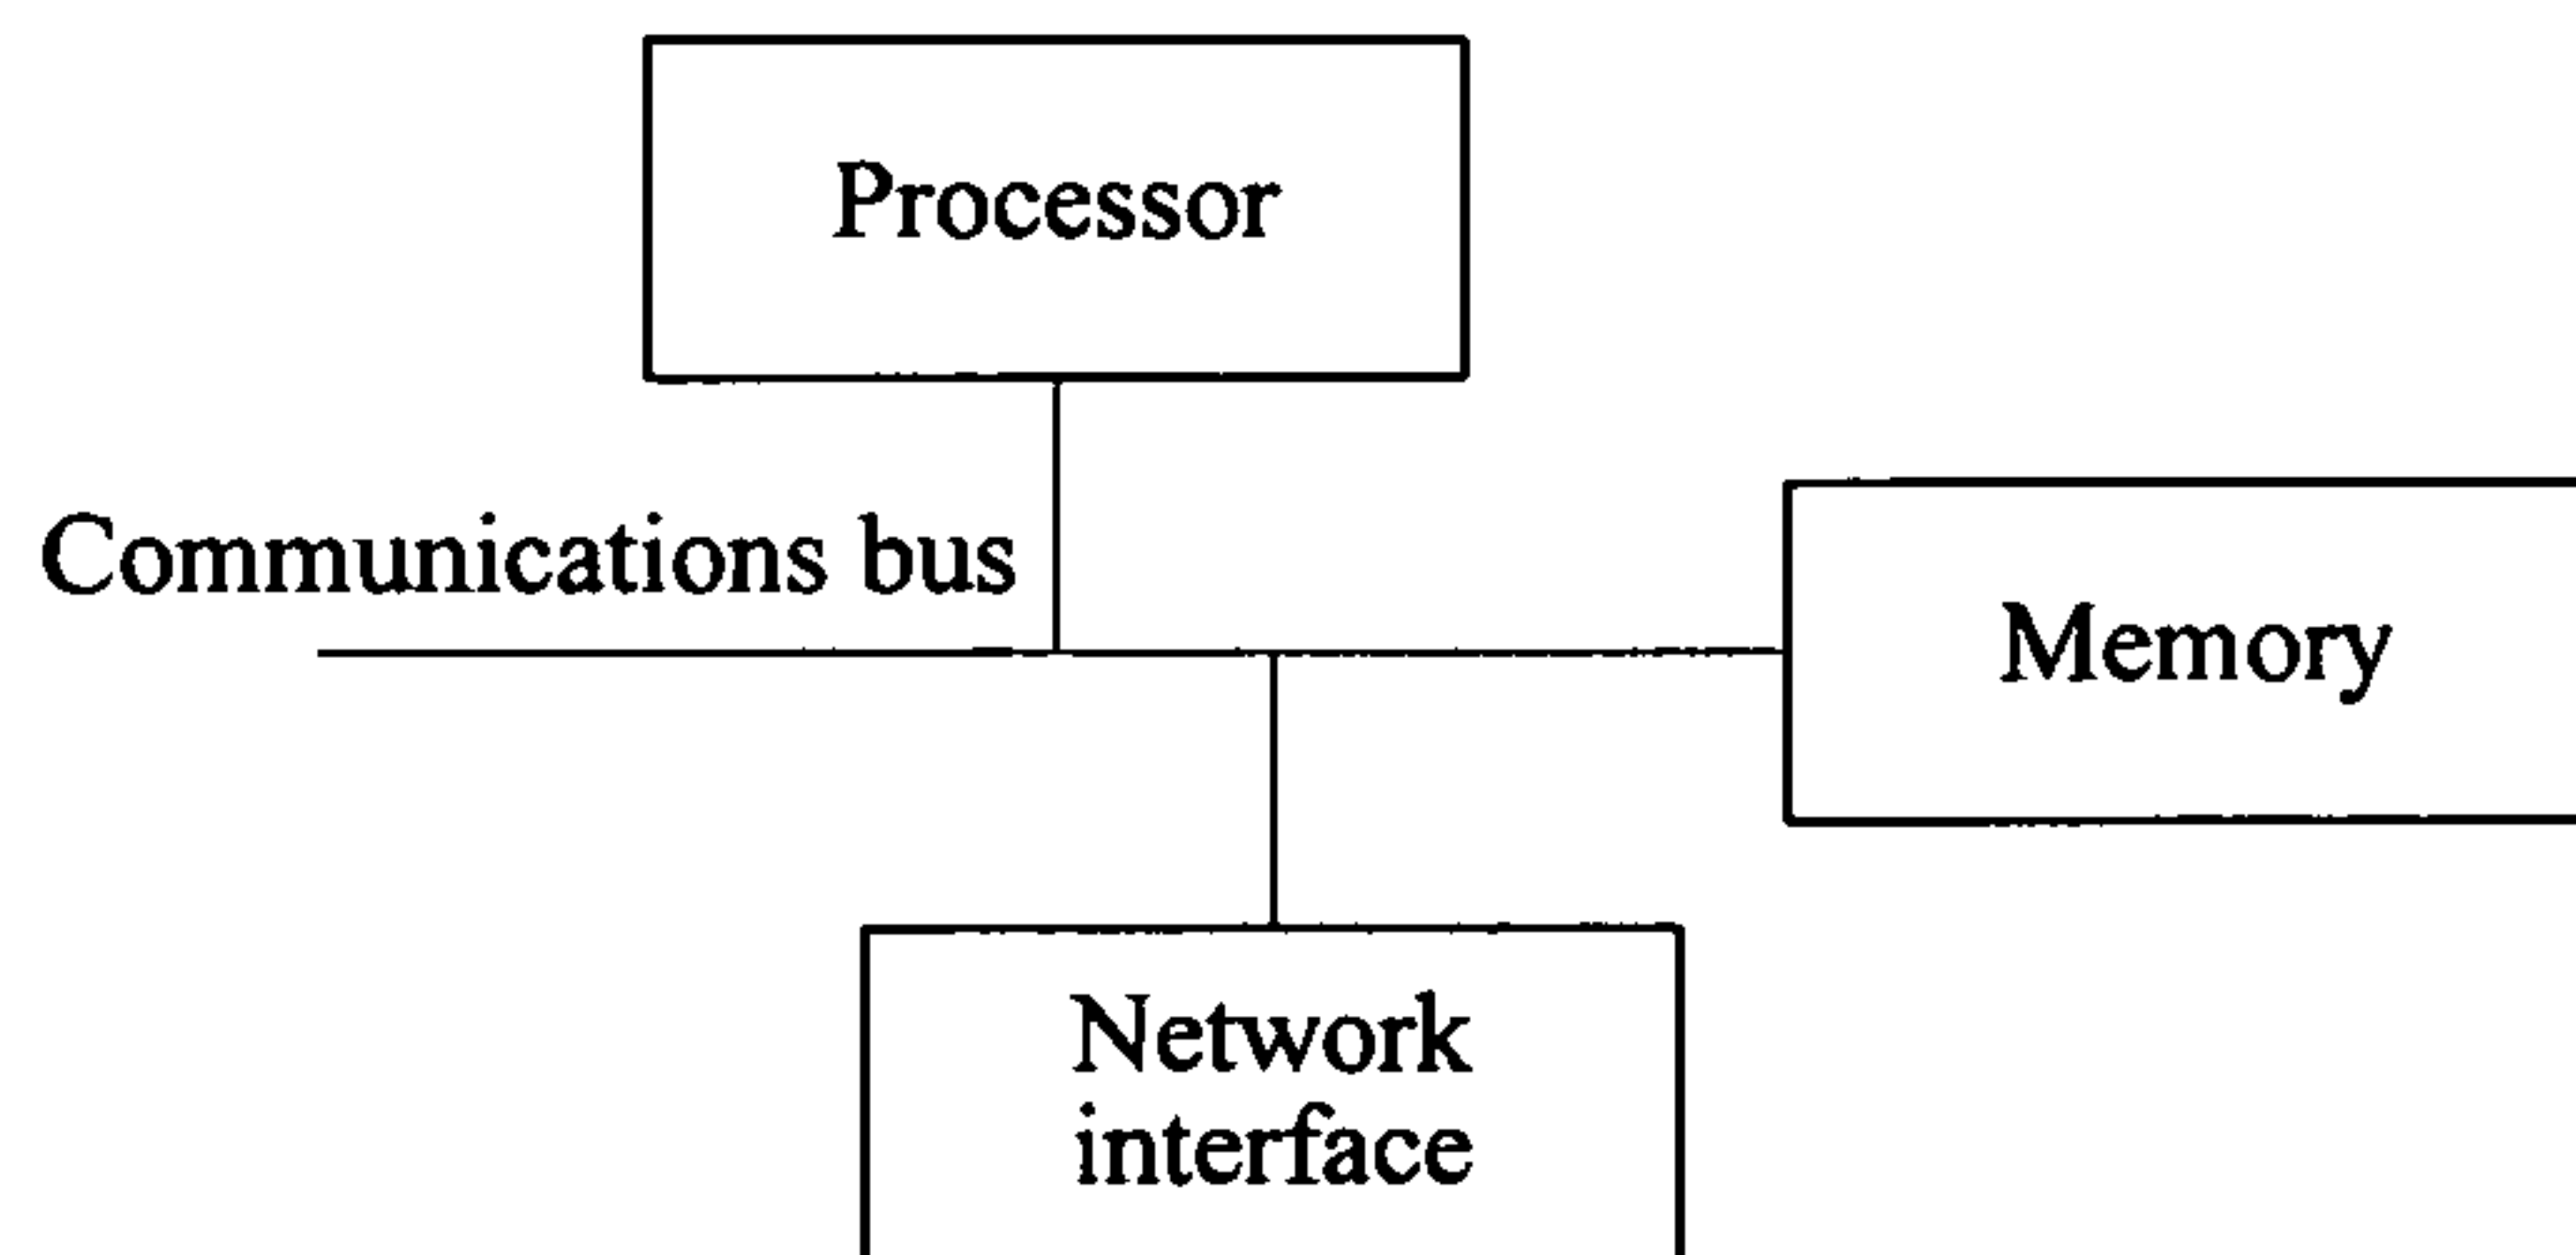 Processor
Communications bus
Memory
Network
interface